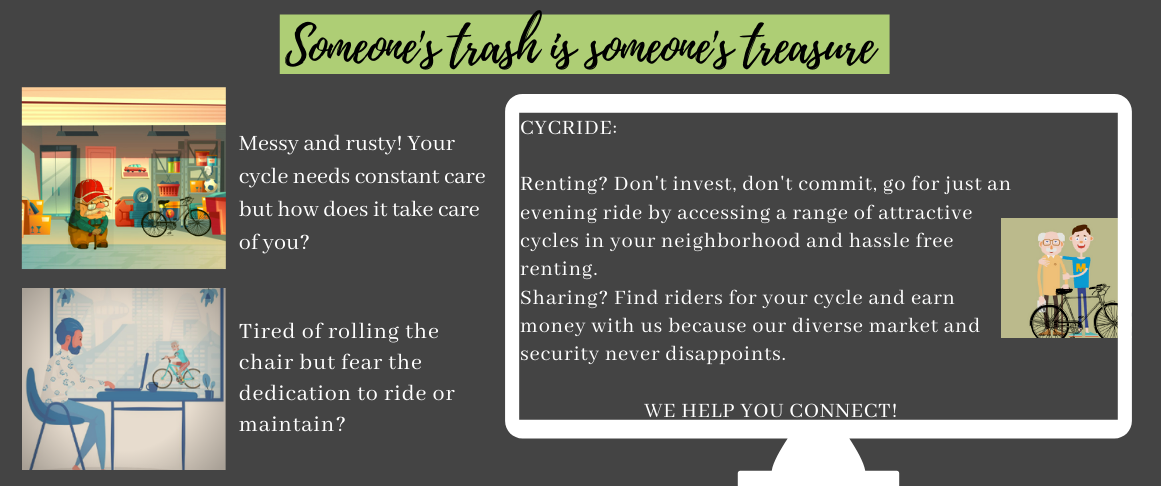 Someone's trash is someone's treasure
Messy and rusty! Your
cycle needs constant care
but how does it take care
of you?
Tired of rolling the
chair but fear the
dedication to ride or
maintain?
CYCRIDE:
Renting? Don't invest, don't commit, go for just an
evening ride by accessing a range of attractive
cycles in your neighborhood and hassle free
renting.
Sharing? Find riders for your cycle and earn
money with us because our diverse market and
security never disappoints.
WE HELP YOU CONNECT!
M